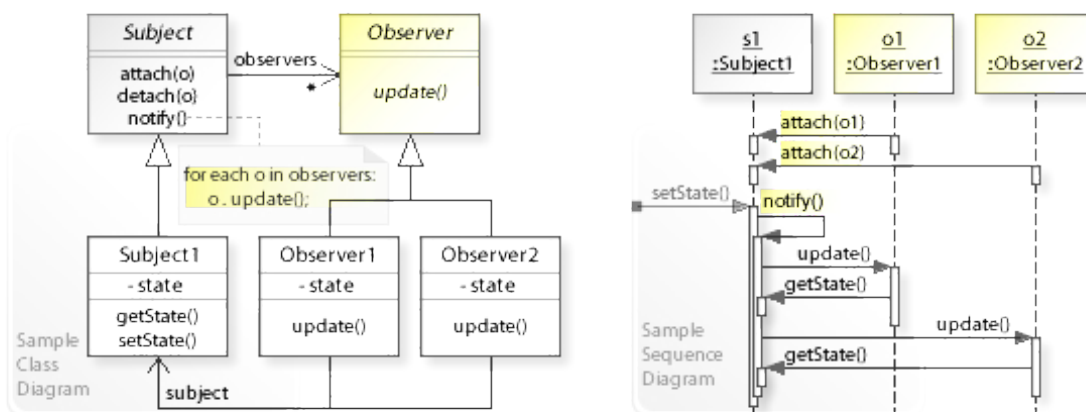 Subject
attach(o)
detach(o)
notify()
observers
*
Observer
update()
for each o in observers:
o . update();
Subject1
- state
getState()
setState()
Observer1
- state
update()
Observer2
- state
update()
subject
Sample
Class
Diagram
s1
:Subject1
o1
:Observer1
o2
:Observer2
attach(o1)
attach(o2)
setState()
notify()
update()
getState()
update()
getState()
Sample
Sequence
Diagram